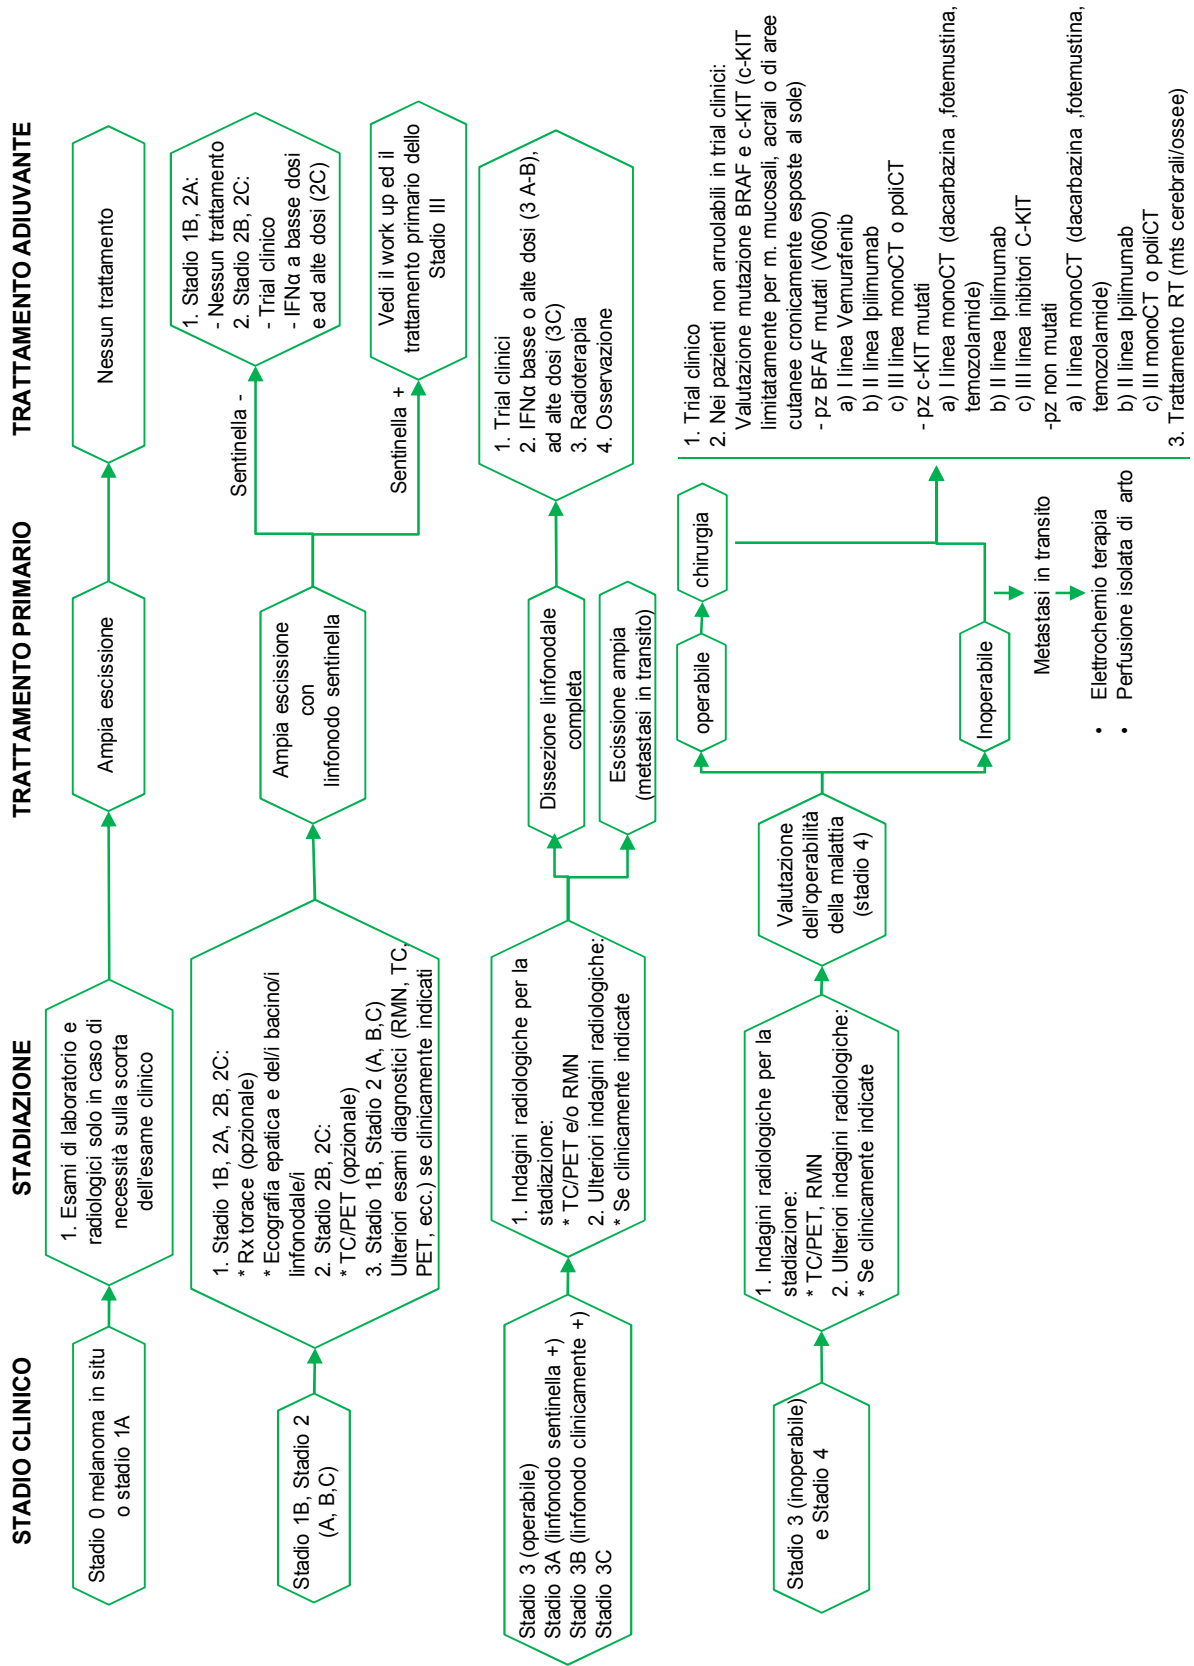 STADIO CLINICO
STADIAZIONE
TRATTAMENTO PRIMARIO
TRATTAMENTO ADIUVANTE
Stadio 0 melanoma in situ
o stadio 1A
1. Esami di laboratorio e
radiologici solo in caso di
necessità sulla scorta
dell'esame clinico
Ampia escissione
Nessun trattamento
Stadio 1B, Stadio 2
(A, B,C)
1. Stadio 1B, 2A, 2B, 2C:
* Rx torace (opzionale)
* Ecografia epatica e del/i bacino/i
linfonodale/i
2. Stadio 2B, 2C:
* TC/PET (opzionale)
3. Stadio 1B, Stadio 2 (A, B,C)
Ulteriori esami diagnostici (RMN, TC,
PET, ecc.) se clinicamente indicati
Ampia escissione
con
linfonodo sentinella
Sentinella -
Sentinella +
1. Stadio 1B, 2A:
- Nessun trattamento
2. Stadio 2B, 2C:
- Trial clinico
- IFNα a basse dosi
e ad alte dosi (2C)
Vedi il work up ed il
trattamento primario dello
Stadio III
Stadio 3 (operabile)
Stadio 3A (linfonodo sentinella +)
Stadio 3B (linfonodo clinicamente +)
Stadio 3C
1. Indagini radiologiche per la
stadiazione:
* TC/PET e/o RMN
2. Ulteriori indagini radiologiche:
* Se clinicamente indicate
Dissezione linfonodale
completa
Escissione ampia
(metastasi in transito)
1. Trial clinici
2. IFNα basse o alte dosi (3 A-B),
ad alte dosi (3C)
3. Radioterapia
4. Osservazione
Stadio 3 (inoperabile)
e Stadio 4
1. Indagini radiologiche per la
stadiazione:
* TC/PET, RMN
2. Ulteriori indagini radiologiche:
* Se clinicamente indicate
Valutazione
dell'operabilità
della malattia
(stadio 4)
operabile
chirurgia
Inoperabile
Metastasi in transito
• Elettrochemio terapia
• Perfusione isolata di arto
1. Trial clinico
2. Nei pazienti non arruolabili in trial clinici:
Valutazione mutazione BRAF e c-KIT (c-KIT
limitatamente per m. mucosali, acrali o di aree
cutanee cronicamente esposte al sole)
- pz BFAF mutati (V600)
a) I linea Vemurafenib
b) II linea Ipilimumab
c) III linea monoCT o poliCT
- pz c-KIT mutati
a) I linea monoCT (dacarbazina ,fotemustina,
temozolamide)
b) II linea Ipilimumab
c) III linea inibitori C-KIT
-pz non mutati
a) I linea monoCT (dacarbazina ,fotemustina,
temozolamide)
b) II linea Ipilimumab
c) III monoCT o poliCT
3. Trattamento RT (mts cerebrali/ossee)